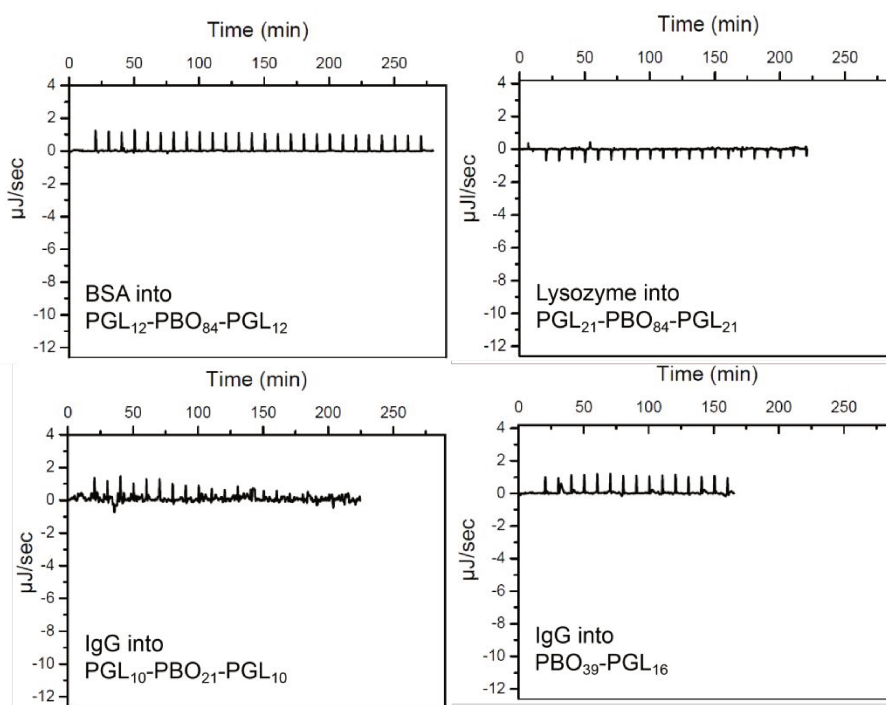 Time (min)
0 50 100 150 200 250
4
2
0
-2
-4
-6
-8
-10
-12
µJ/sec
BSA into
PGL₁₂-PBO₈₄-PGL₁₂
Time (min)
0 50 100 150 200 250
4
2
0
-2
-4
-6
-8
-10
-12
µJl/sec
Lysozyme into
PGL₂₁-PBO₈₄-PGL₂₁
Time (min)
0 50 100 150 200 250
4
2
0
-2
-4
-6
-8
-10
-12
µJ/sec
IgG into
PGL₁₀-PBO₂₁-PGL₁₀
Time (min)
0 50 100 150 200 250
4
2
0
-2
-4
-6
-8
-10
-12
µJ/sec
IgG into
PBO₃₉-PGL₁₆